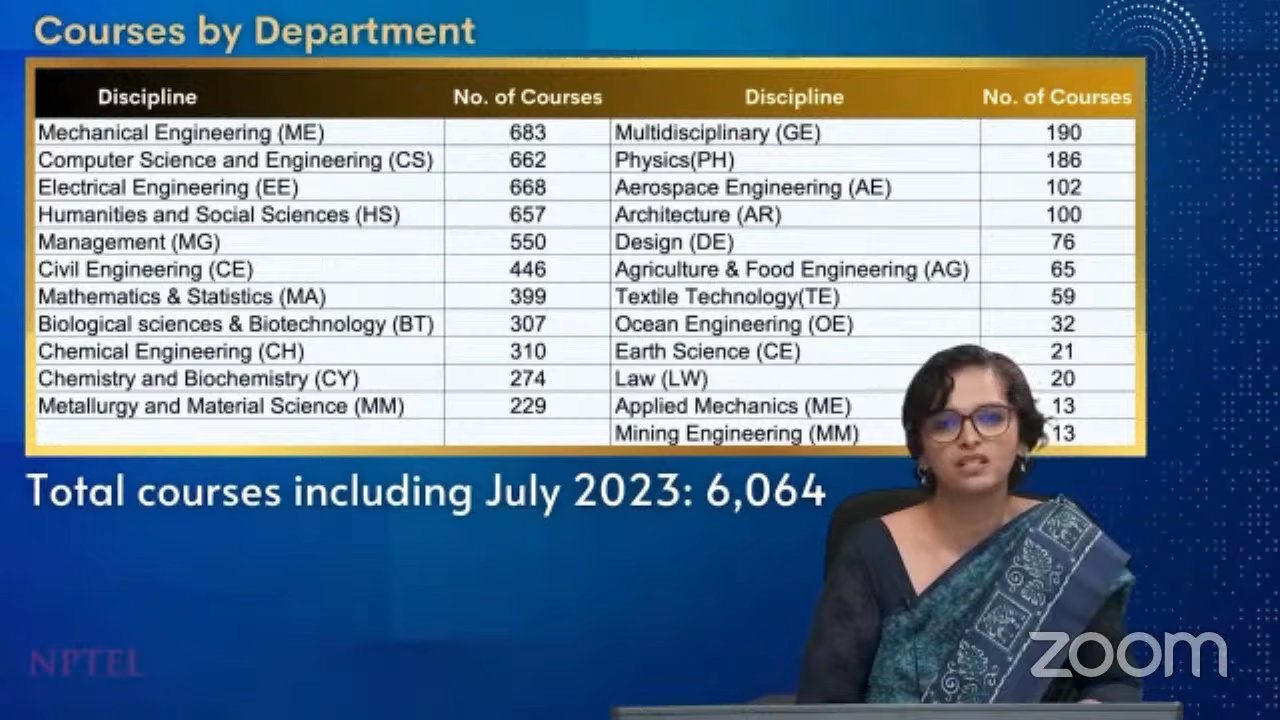 Courses by Department
Discipline No. of Courses Discipline No. of Courses
Mechanical Engineering (ME) 683 Multidisciplinary (GE) 190
Computer Science and Engineering (CS) 662 Physics(PH) 186
Electrical Engineering (EE) 668 Aerospace Engineering (AE) 102
Humanities and Social Sciences (HS) 657 Architecture (AR) 100
Management (MG) 550 Design (DE) 76
Civil Engineering (CE) 446 Agriculture & Food Engineering (AG) 65
Mathematics & Statistics (MA) 399 Textile Technology(TE) 59
Biological sciences & Biotechnology (BT) 307 Ocean Engineering (OE) 32
Chemical Engineering (CH) 310 Earth Science (CE) 21
Chemistry and Biochemistry (CY) 274 Law (LW) 20
Metallurgy and Material Science (MM) 229 Applied Mechanics (ME) 13
Mining Engineering (MM) 13
Total courses including July 2023: 6,064
NPTEL
zoom